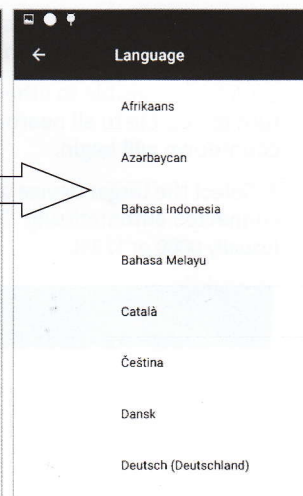 Language
Afrikaans
Azərbaycan
Bahasa Indonesia
Bahasa Melayu
Català
Čeština
Dansk
Deutsch (Deutschland)